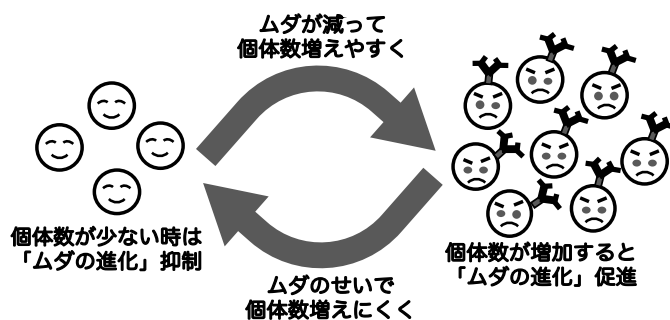 ムダが減って
個体数増えやすく
個体数が少ない時は
「ムダの進化」抑制
個体数が増加すると
「ムダの進化」促進
ムダのせいで
個体数増えにくく